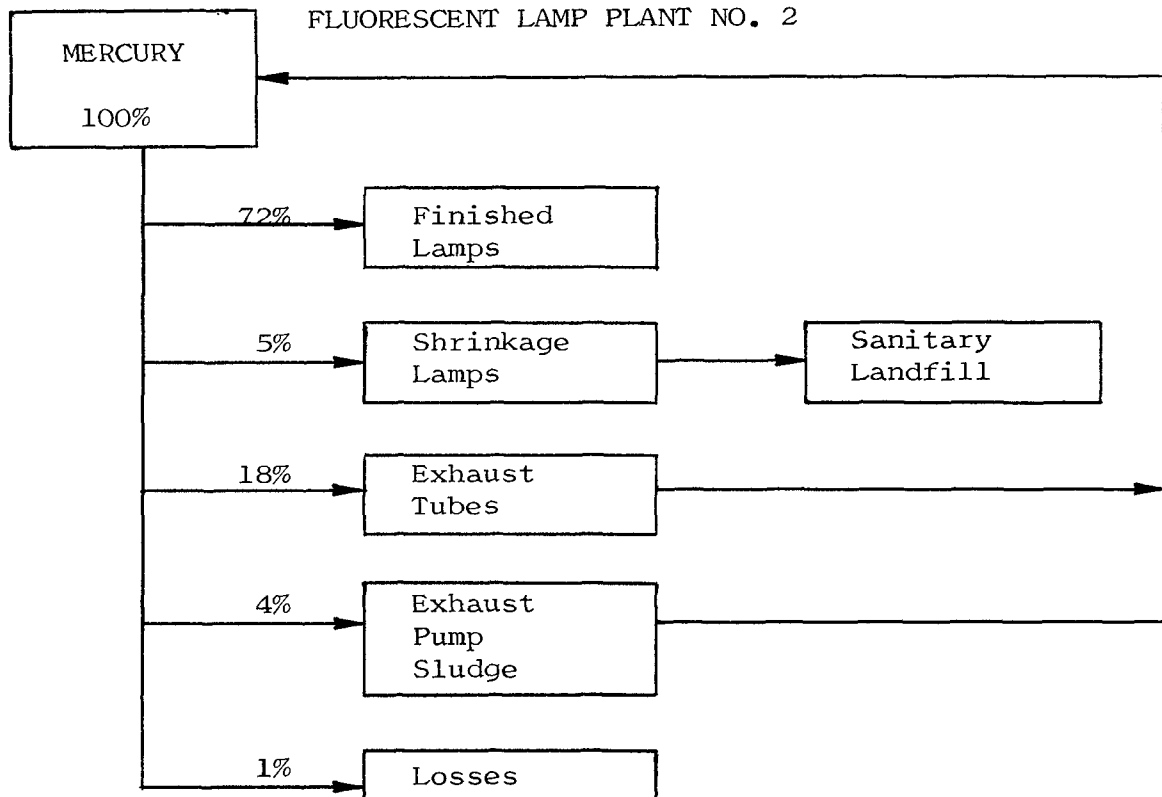 FLUORESCENT LAMP PLANT NO. 2
MERCURY
100%
72%
Finished
Lamps
5%
Shrinkage
Lamps
Sanitary
Landfill
18%
Exhaust
Tubes
4%
Exhaust
Pump
Sludge
1%
Losses